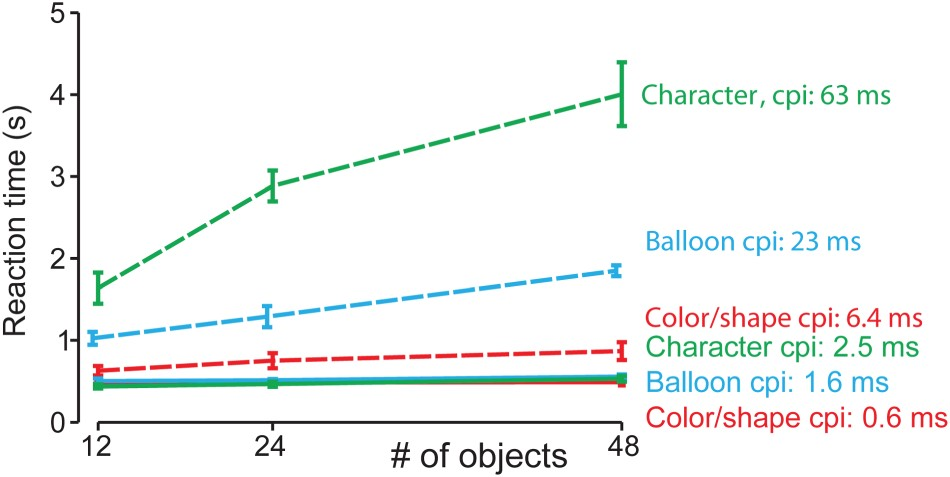 5
4
3
2
1
0
Reaction time (s)
12
24
48
# of objects
Character, cpi: 63 ms
Balloon cpi: 23 ms
Color/shape cpi: 6.4 ms
Character cpi: 2.5 ms
Balloon cpi: 1.6 ms
Color/shape cpi: 0.6 ms